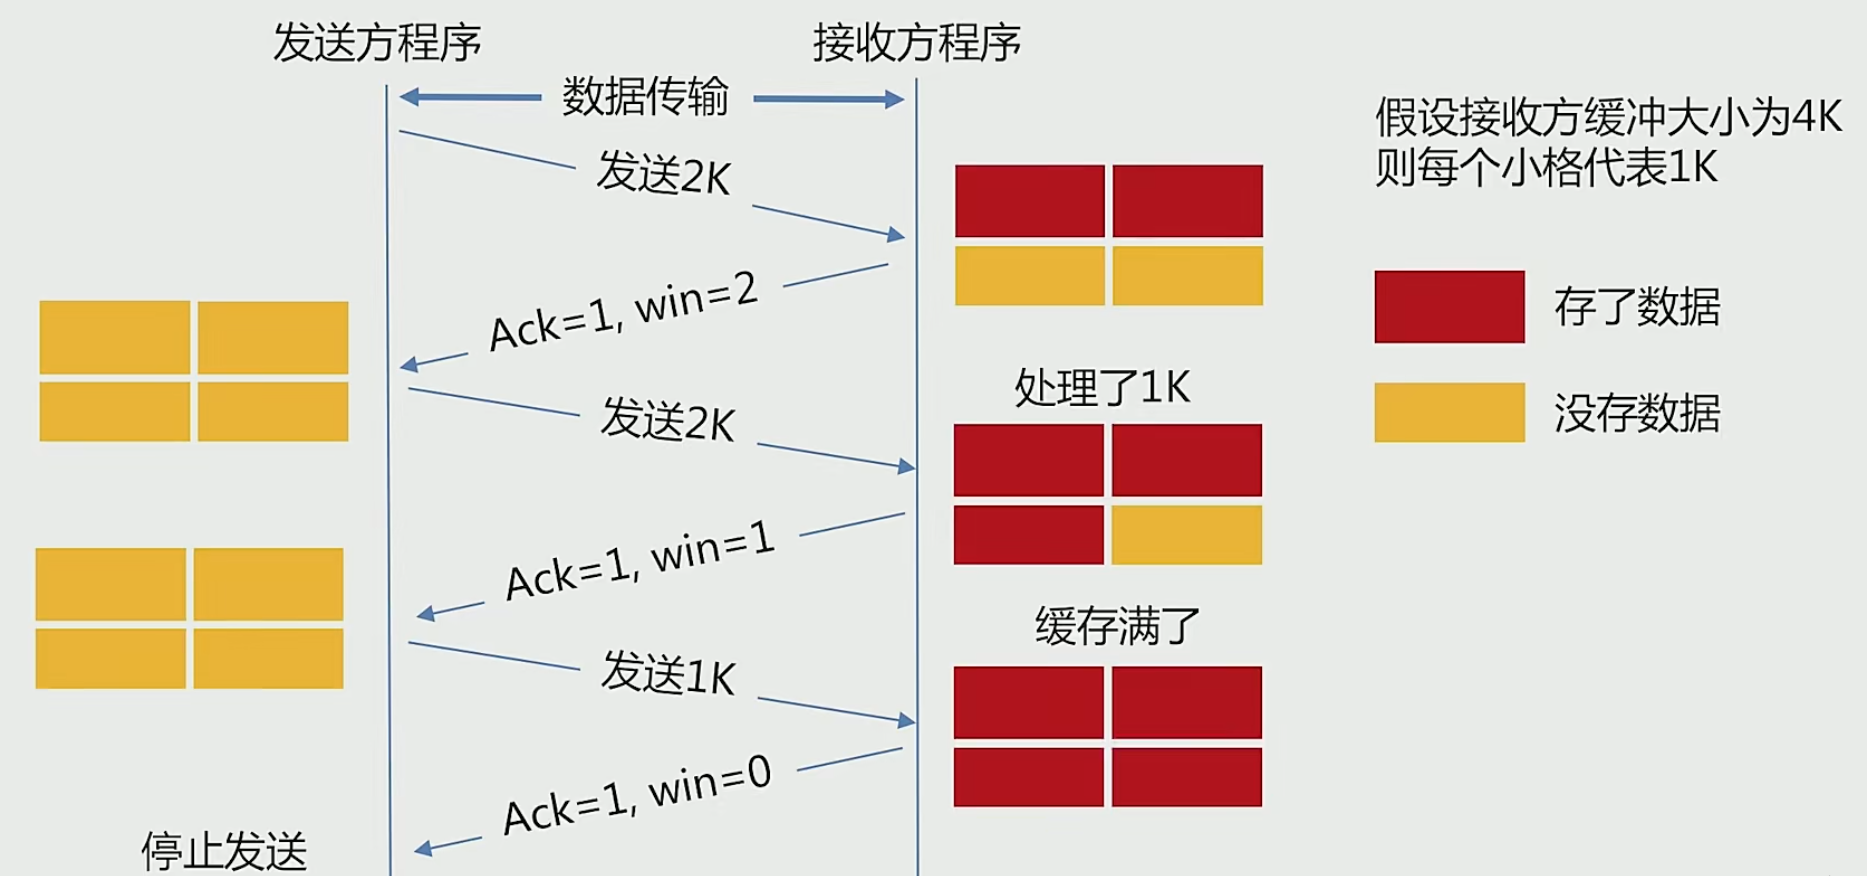 发送方程序
接收方程序
数据传输
假设接收方缓冲大小为4K
则每个小格代表1K
发送2K
Ack=1, win=2
存了数据
处理了1K
没存数据
发送2K
Ack=1, win=1
缓存满了
发送1K
Ack=1, win=0
停止发送